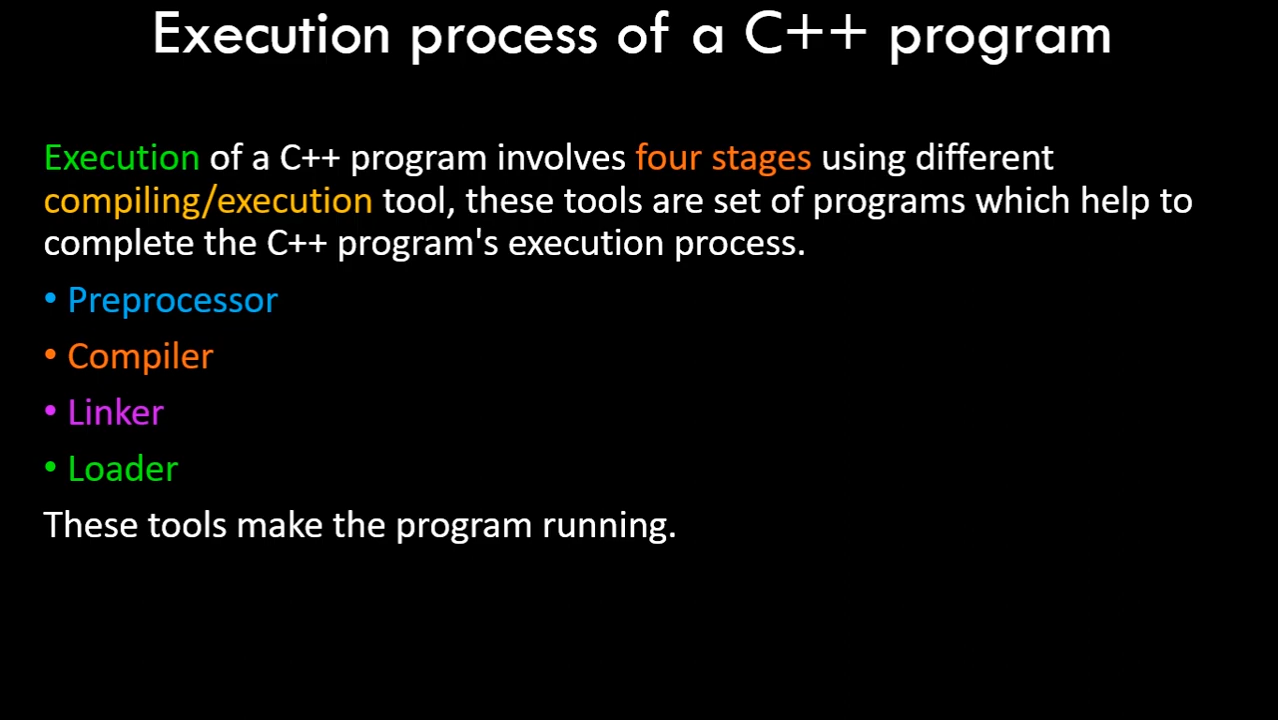 Execution process of a C++ program
Execution of a C++ program involves four stages using different
compiling/execution tool, these tools are set of programs which help to
complete the C++ program's execution process.
• Preprocessor
• Compiler
• Linker
• Loader
These tools make the program running.